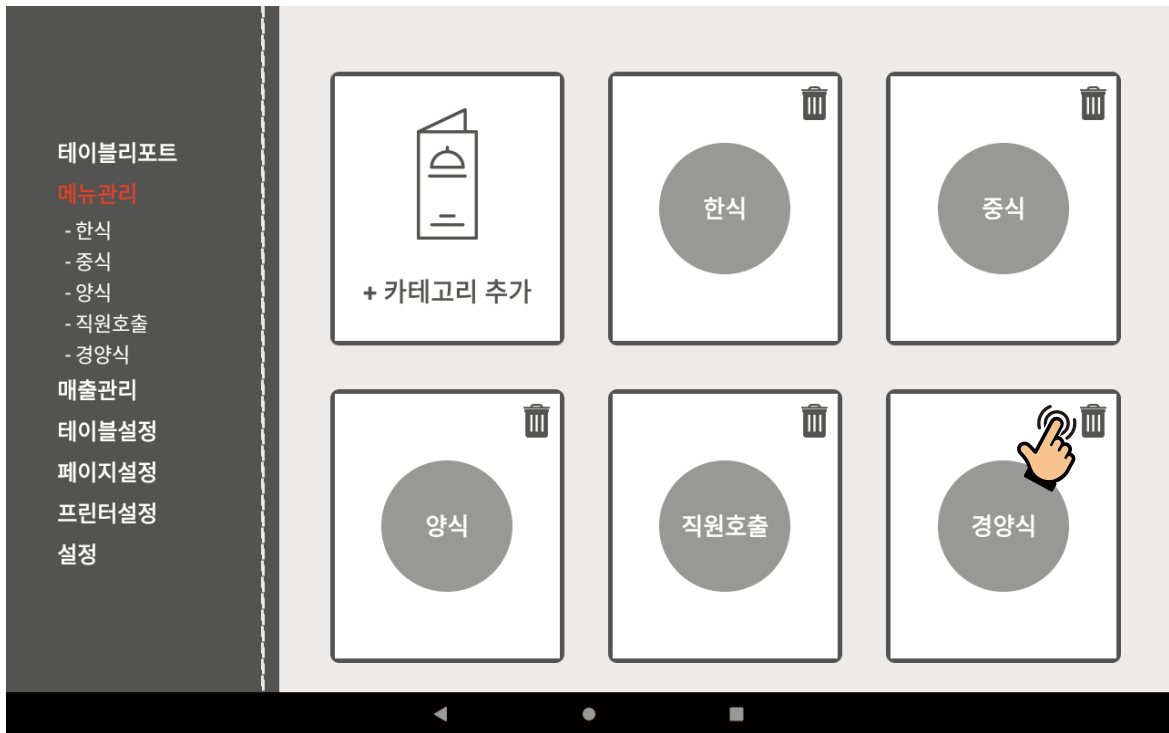 테이블리포트
메뉴관리
- 한식
- 중식
- 양식
- 직원호출
- 경양식
매출관리
테이블설정
페이지설정
프린터설정
설정
+ 카테고리 추가
한식
중식
양식
직원호출
경양식